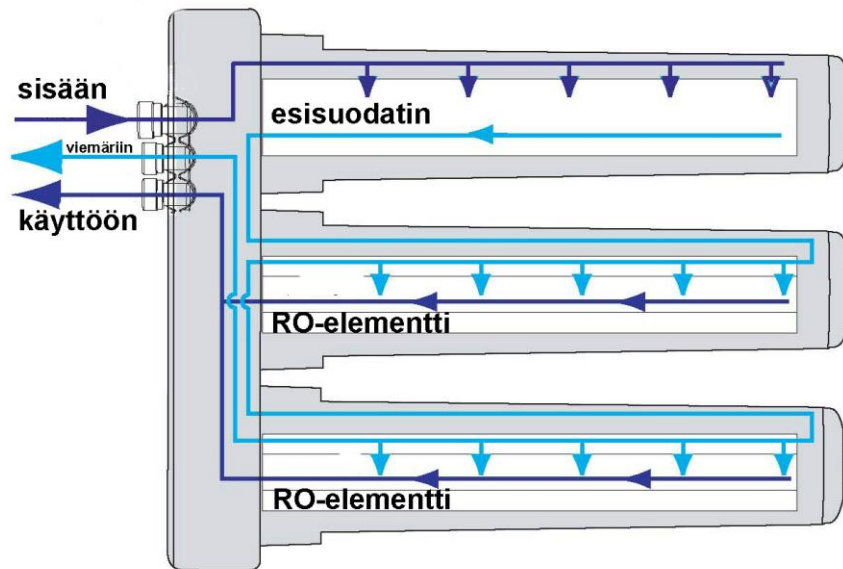 sisään
viemäriin
käyttöön
esisuodatin
RO-elementti
RO-elementti